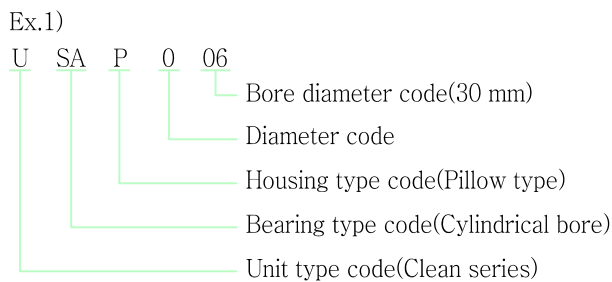 Ex.1)
U SA P 0 06
Bore diameter code(30 mm)
Diameter code
Housing type code(Pillow type)
Bearing type code(Cylindrical bore)
Unit type code(Clean series)